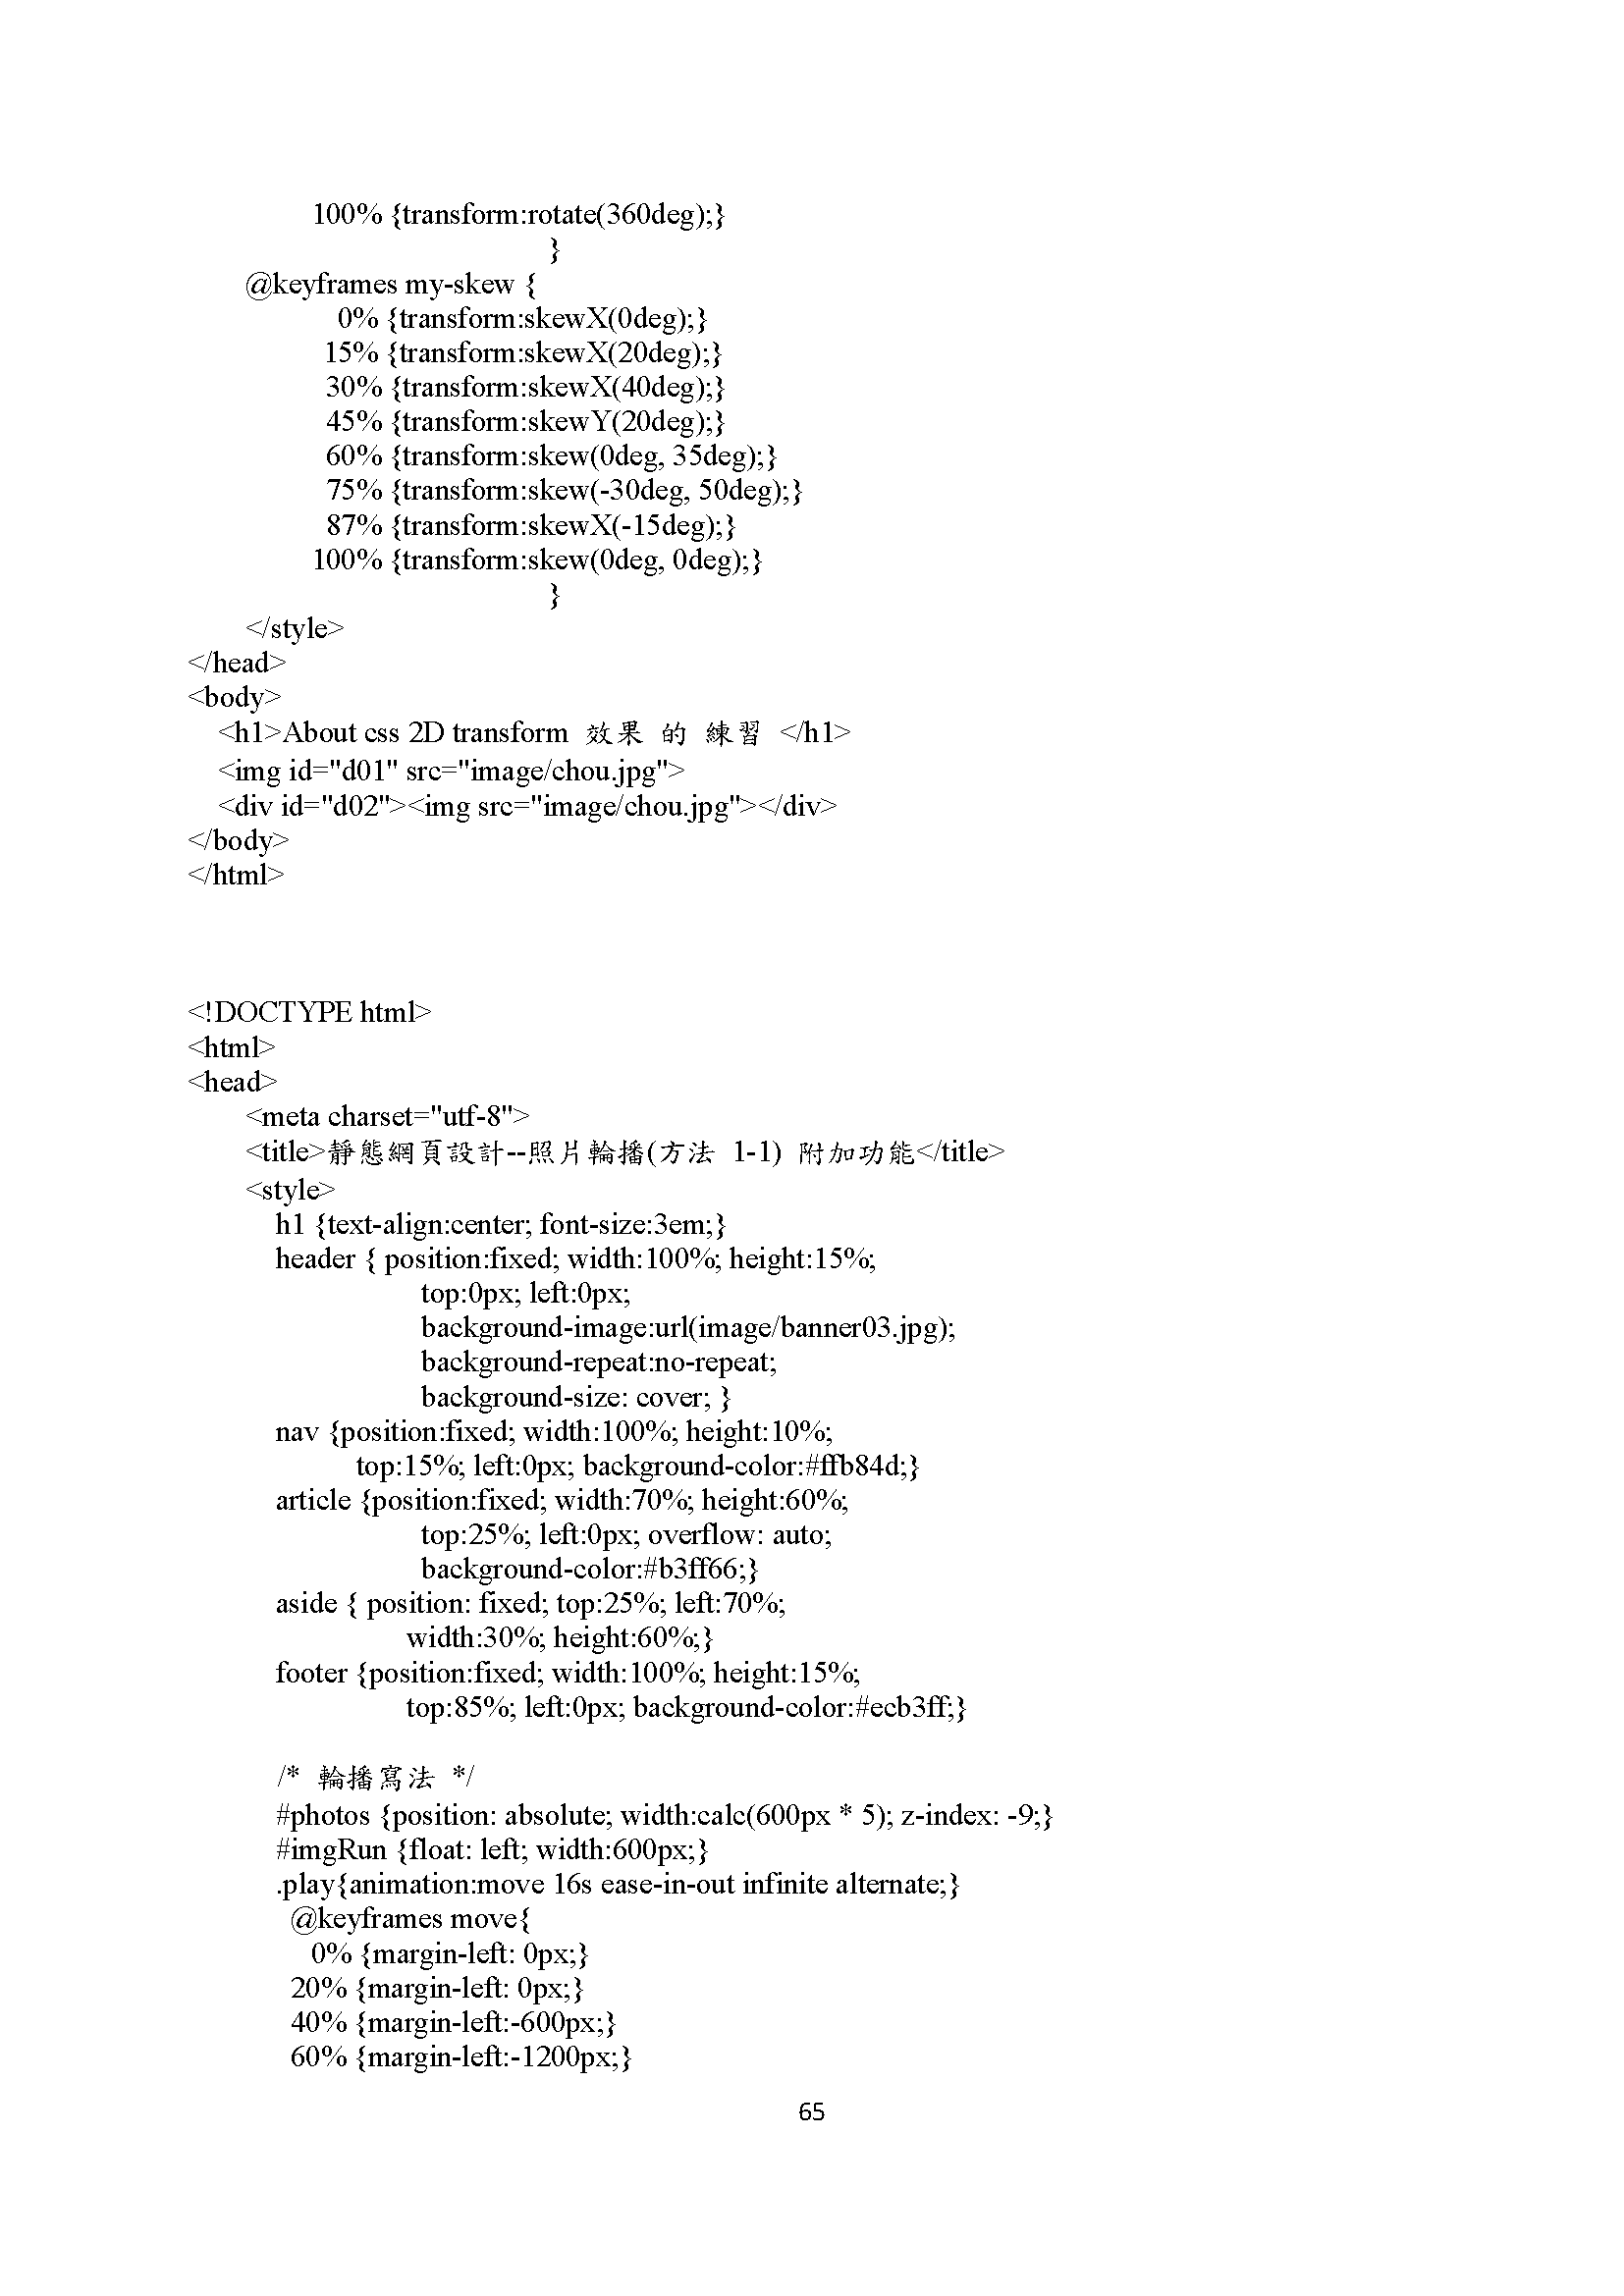 100% {transform:rotate(360deg);}
}
@keyframes my-skew {
0% {transform:skewX(0deg);}
15% {transform:skewX(20deg);}
30% {transform:skewX(40deg);}
45% {transform:skewY(20deg);}
60% {transform:skew(0deg, 35deg);}
75% {transform:skew(-30deg, 50deg);}
87% {transform:skewX(-15deg);}
100% {transform:skew(0deg, 0deg);}
}
</style>
</head>
<body>
<h1>About css 2D transform 效果 的 練習 </h1>
<img id="d01" src="image/chou.jpg">
<div id="d02"><img src="image/chou.jpg"></div>
</body>
</html>
<!DOCTYPE html>
<html>
<head>
<meta charset="utf-8">
<title>靜態網頁設計--照片輪播(方法 1-1) 附加功能</title>
<style>
h1 {text-align:center; font-size:3em;}
header { position:fixed; width:100%; height:15%;
top:0px; left:0px;
background-image:url(image/banner03.jpg);
background-repeat:no-repeat;
background-size: cover; }
nav {position:fixed; width:100%; height:10%;
top:15%; left:0px; background-color:#ffb84d;}
article {position:fixed; width:70%; height:60%;
top:25%; left:0px; overflow: auto;
background-color:#b3ff66;}
aside { position: fixed; top:25%; left:70%;
width:30%; height:60%;}
footer {position:fixed; width:100%; height:15%;
top:85%; left:0px; background-color:#ecb3ff;}
/* 輪播寫法 */
#photos {position: absolute; width:calc(600px * 5); z-index: -9;}
#imgRun {float: left; width:600px;}
.play{animation:move 16s ease-in-out infinite alternate;}
@keyframes move{
0% {margin-left: 0px;}
20% {margin-left: 0px;}
40% {margin-left:-600px;}
60% {margin-left:-1200px;}
65